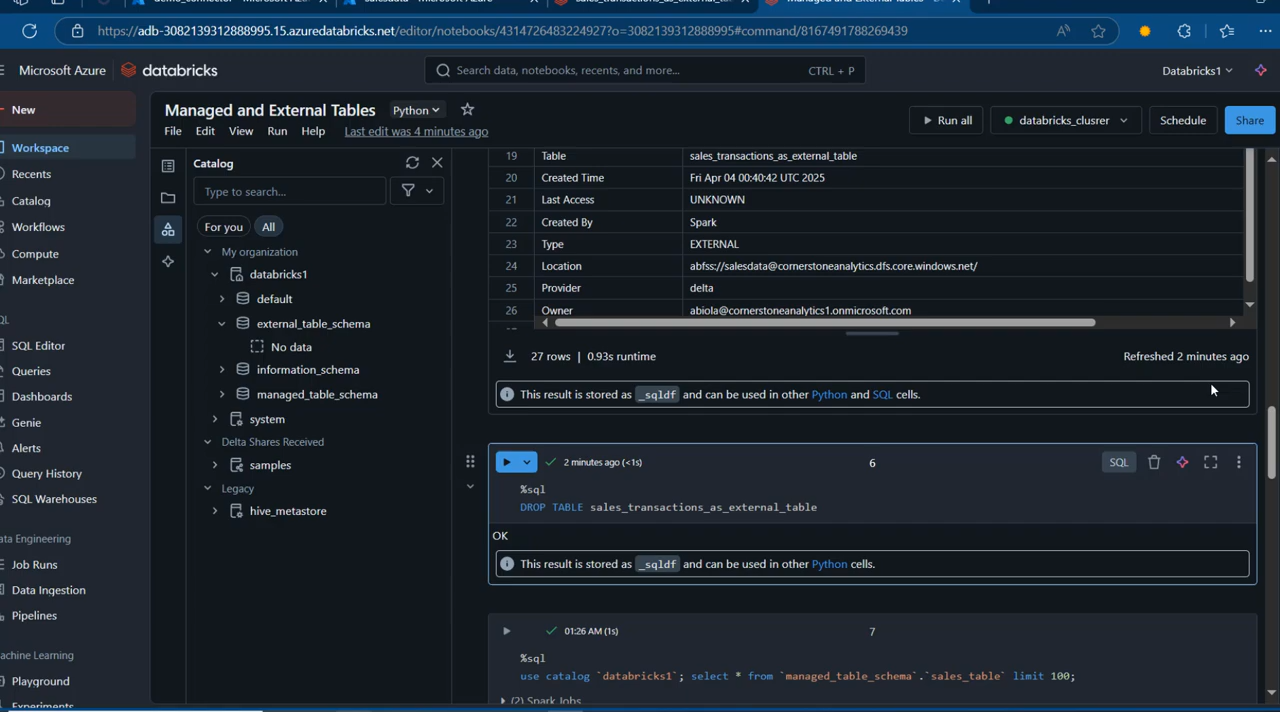 https://adb-3082139312888995.15.azuredatabricks.net/editor/notebooks/4314726483224927?o=3082139312888995#command/8167491788269439
Microsoft Azure
databricks
Search data, notebooks, recents, and more...
CTRL + P
Databricks1
New
Workspace
Recents
Catalog
Workflows
Compute
Marketplace
SQL Editor
Queries
Dashboards
Genie
Alerts
Query History
SQL Warehouses
Job Runs
Data Ingestion
Pipelines
Playground
Experiments
Managed and External Tables
Python
Run all
databricks_clusrer
Schedule
Share
File
Edit
View
Run
Help
Last edit was 4 minutes ago
Catalog
Type to search...
For you
All
My organization
databricks1
default
external_table_schema
No data
information_schema
managed_table_schema
system
Delta Shares Received
samples
Legacy
hive_metastore
19 Table sales_transactions_as_external_table
20 Created Time Fri Apr 04 00:40:42 UTC 2025
21 Last Access UNKNOWN
22 Created By Spark
23 Type EXTERNAL
24 Location abfss://salesdata@cornerstoneanalytics.dfs.core.windows.net/
25 Provider delta
26 Owner abiola@cornerstoneanalytics1.onmicrosoft.com
27 rows | 0.93s runtime
Refreshed 2 minutes ago
This result is stored as _sqldf and can be used in other Python and SQL cells.
2 minutes ago (<1s)
6
SQL
%sql
DROP TABLE sales_transactions_as_external_table
OK
This result is stored as _sqldf and can be used in other Python cells.
01:26 AM (1s)
7
%sql
use catalog `databricks1`; select * from `managed_table_schema`.`sales_table` limit 100;
(2) Spark Jobs